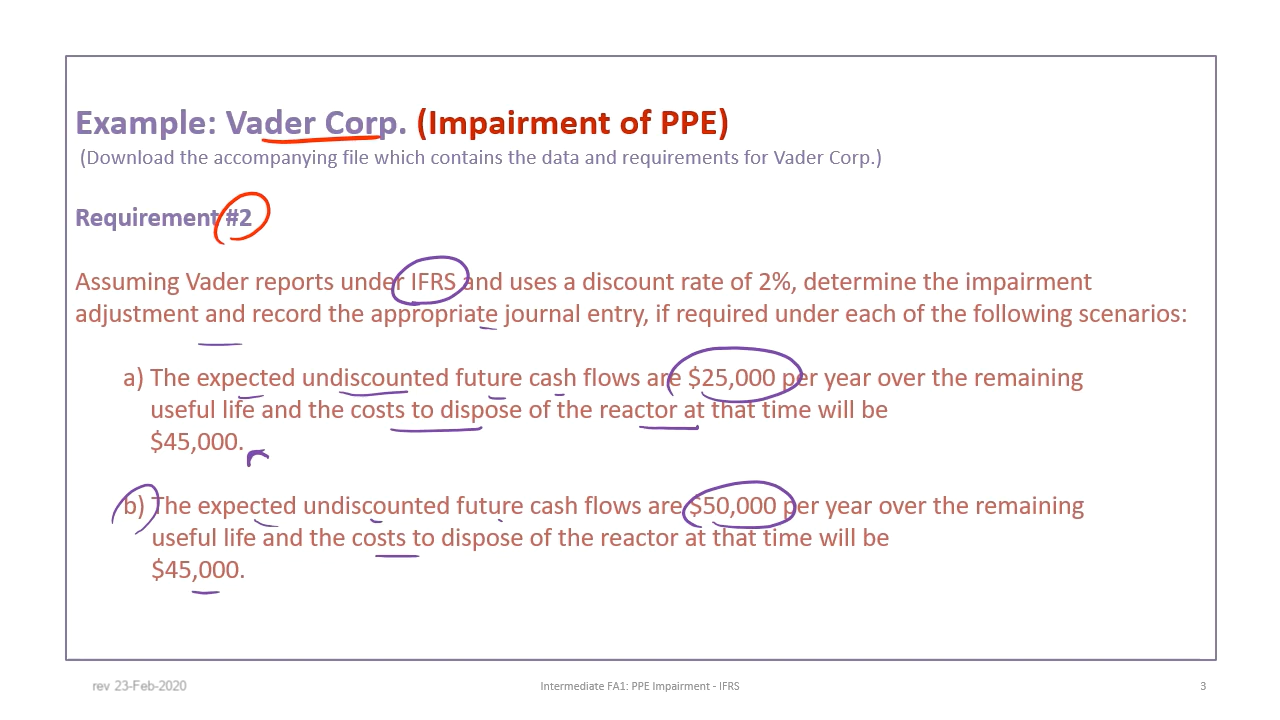 Example: Vader Corp. (Impairment of PPE)
(Download the accompanying file which contains the data and requirements for Vader Corp.)
Requirement #2
Assuming Vader reports under IFRS and uses a discount rate of 2%, determine the impairment
adjustment and record the appropriate journal entry, if required under each of the following scenarios:
a) The expected undiscounted future cash flows are $25,000 per year over the remaining
useful life and the costs to dispose of the reactor at that time will be
$45,000.
b) The expected undiscounted future cash flows are $50,000 per year over the remaining
useful life and the costs to dispose of the reactor at that time will be
$45,000.
rev 23-Feb-2020
Intermediate FA1: PPE Impairment - IFRS
3